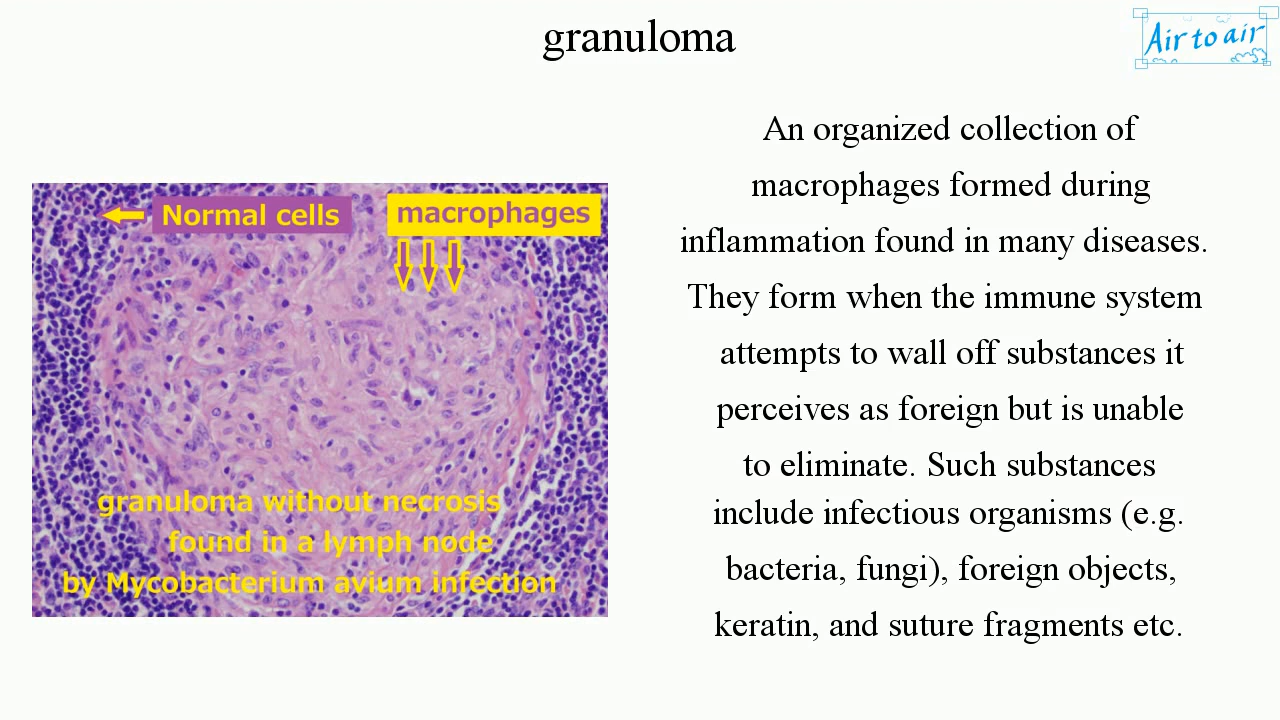 granuloma
Air to air
Normal cells
macrophages
granuloma without necrosis
found in a lymph node
by Mycobacterium avium infection
An organized collection of
macrophages formed during
inflammation found in many diseases.
They form when the immune system
attempts to wall off substances it
perceives as foreign but is unable
to eliminate. Such substances
include infectious organisms (e.g.
bacteria, fungi), foreign objects,
keratin, and suture fragments etc.